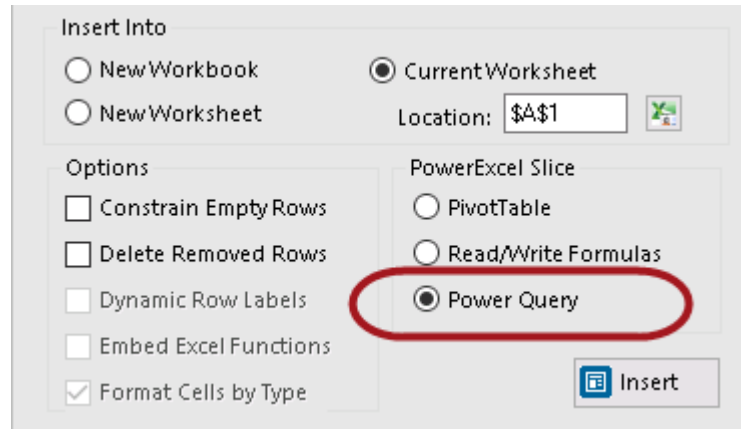 Insert Into
New Workbook
Current Worksheet
New Worksheet
Location: $A$1
Options
Constrain Empty Rows
Delete Removed Rows
Dynamic Row Labels
Embed Excel Functions
Format Cells by Type
PowerExcel Slice
PivotTable
Read/Write Formulas
Power Query
Insert